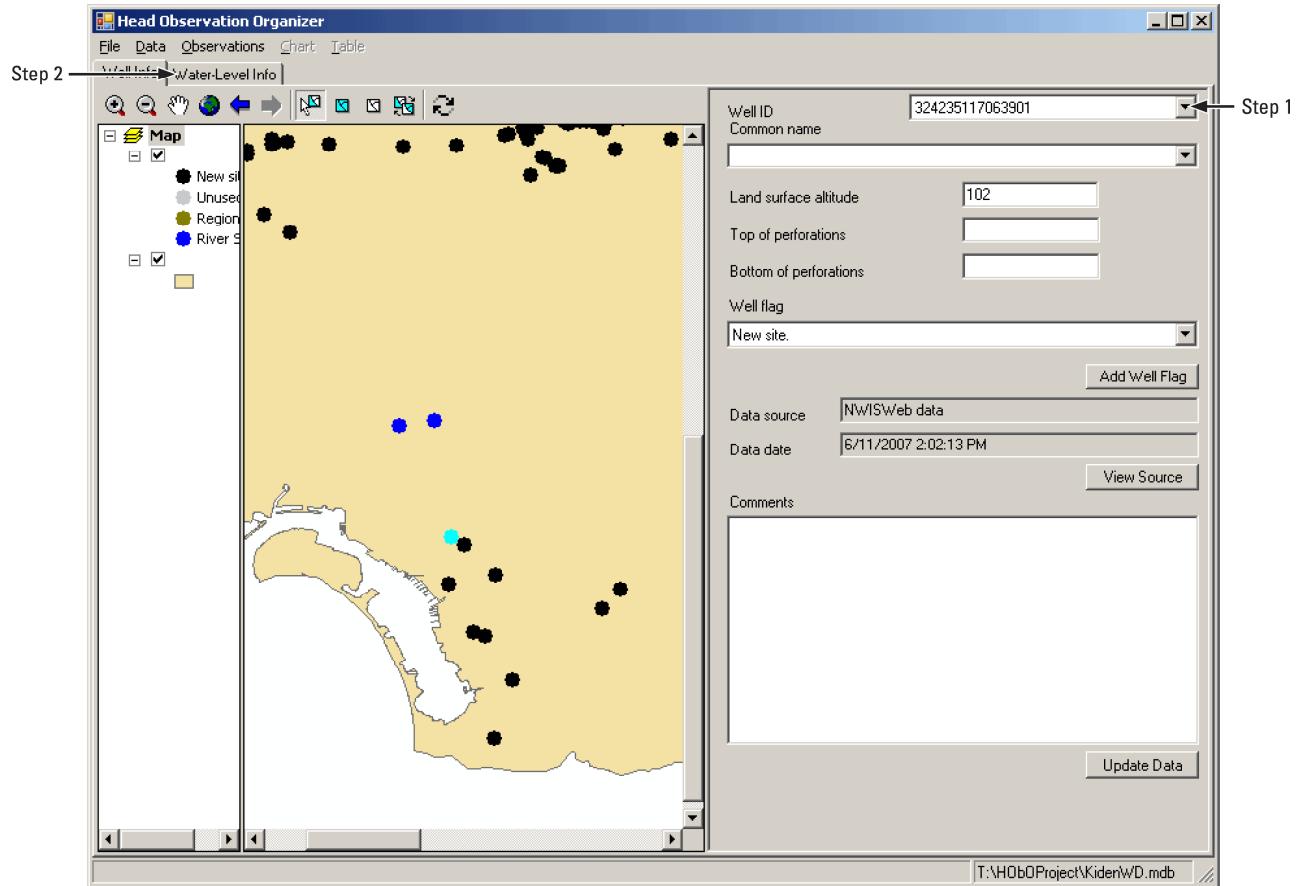 Head Observation Organizer
File Data Observations Chart Table
Step 2
Well Info Water-Level Info
Map
New si
Unused
Region
River S
Well ID 324235117063901
Step 1
Common name
Land surface altitude 102
Top of perforations
Bottom of perforations
Well flag
New site.
Add Well Flag
Data source NWISWeb data
Data date 6/11/2007 2:02:13 PM
View Source
Comments
Update Data
T:\HObOProject\KidenWD.mdb